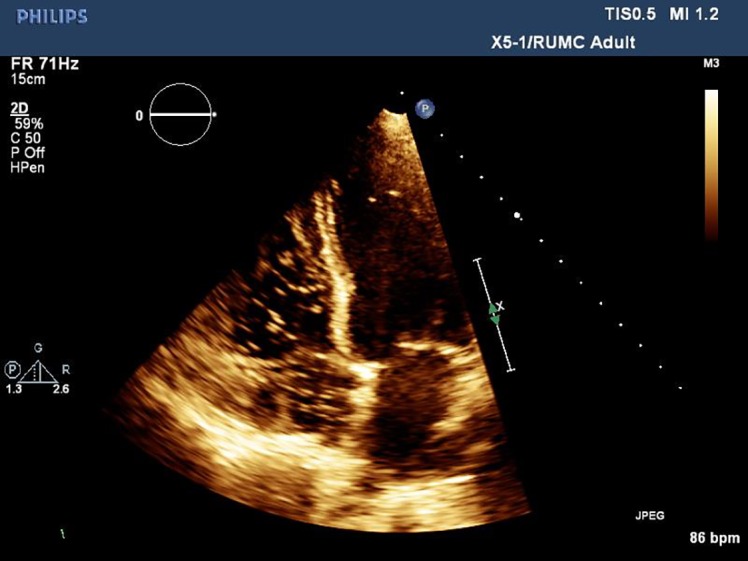 PHILIPS
TIS0.5 MI 1.2
X5-1/RUMC Adult
FR 71Hz
15cm
M3
2D
59%
C 50
P Off
HPen
0
P
X
G
P R
1.3 2.6
JPEG
86 bpm